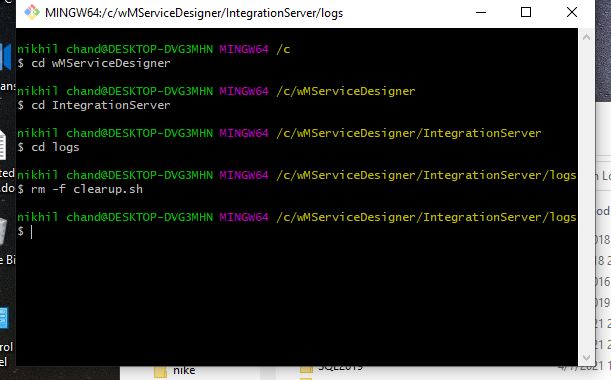 MINGW64:/c/wMServiceDesigner/IntegrationServer/logs
nikhil chand@DESKTOP-DVG3MHN MINGW64 /c
$ cd wMServiceDesigner
nikhil chand@DESKTOP-DVG3MHN MINGW64 /c/wMServiceDesigner
$ cd IntegrationServer
nikhil chand@DESKTOP-DVG3MHN MINGW64 /c/wMServiceDesigner/IntegrationServer
$ cd logs
nikhil chand@DESKTOP-DVG3MHN MINGW64 /c/wMServiceDesigner/IntegrationServer/logs
$ rm -f clearup.sh
nikhil chand@DESKTOP-DVG3MHN MINGW64 /c/wMServiceDesigner/IntegrationServer/logs
$
nike